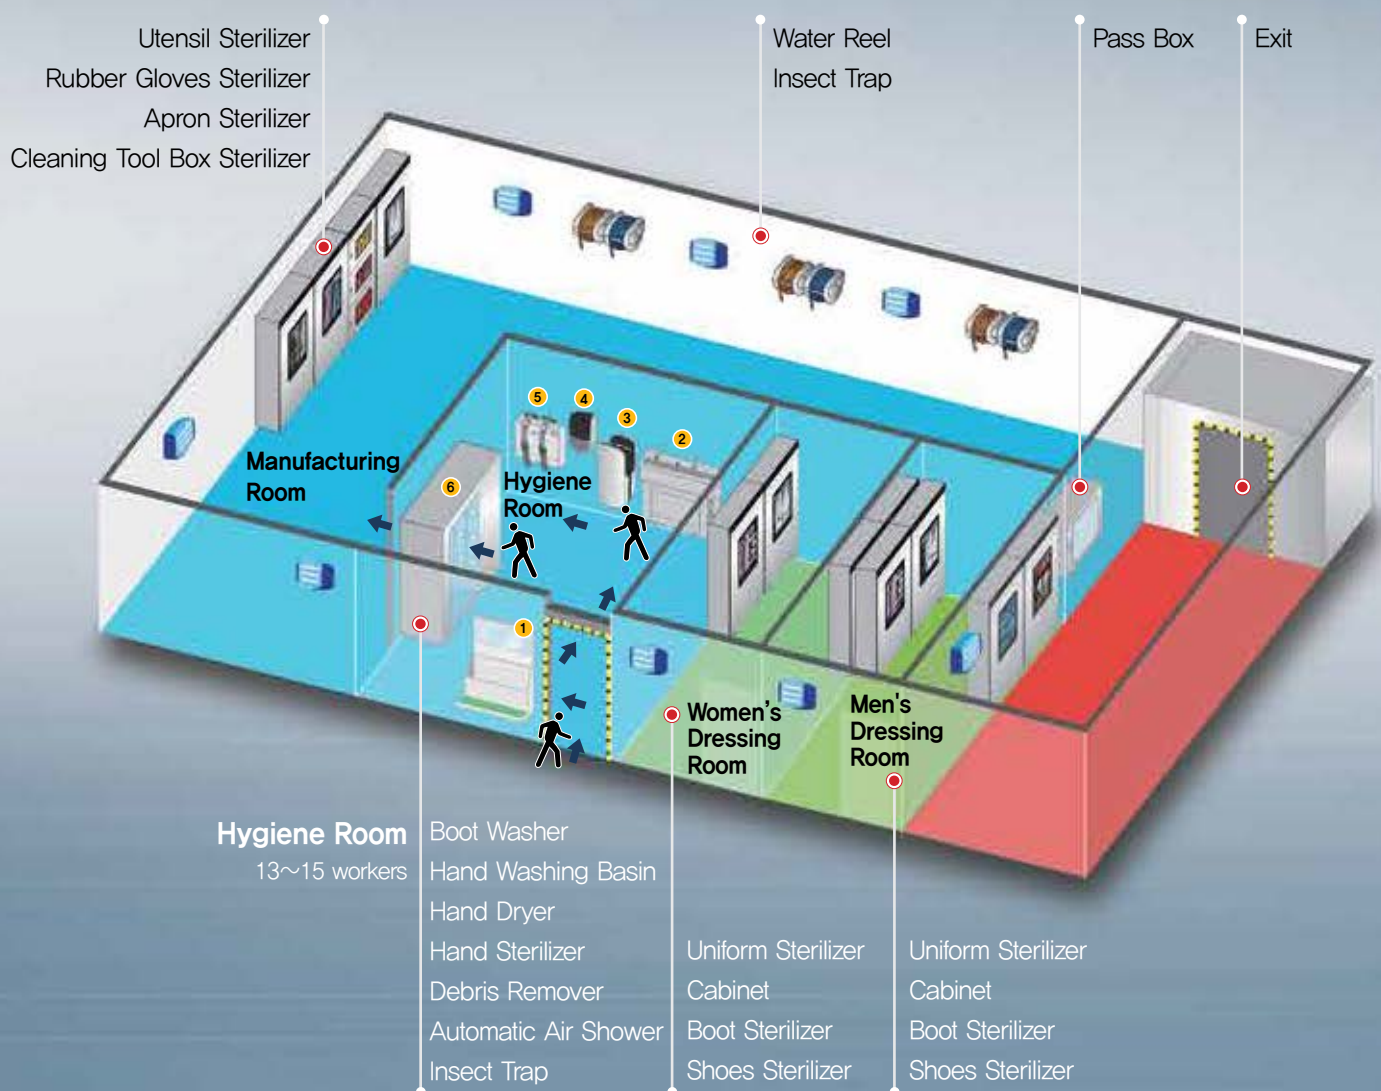 Utensil Sterilizer
Rubber Gloves Sterilizer
Apron Sterilizer
Cleaning Tool Box Sterilizer
Water Reel
Insect Trap
Pass Box
Exit
5
4
3
2
6
1
Manufacturing
Room
Hygiene
Room
Women's
Dressing
Room
Men's
Dressing
Room
Hygiene Room
13~15 workers
Boot Washer
Hand Washing Basin
Hand Dryer
Hand Sterilizer
Debris Remover
Automatic Air Shower
Insect Trap
Uniform Sterilizer
Cabinet
Boot Sterilizer
Shoes Sterilizer
Uniform Sterilizer
Cabinet
Boot Sterilizer
Shoes Sterilizer